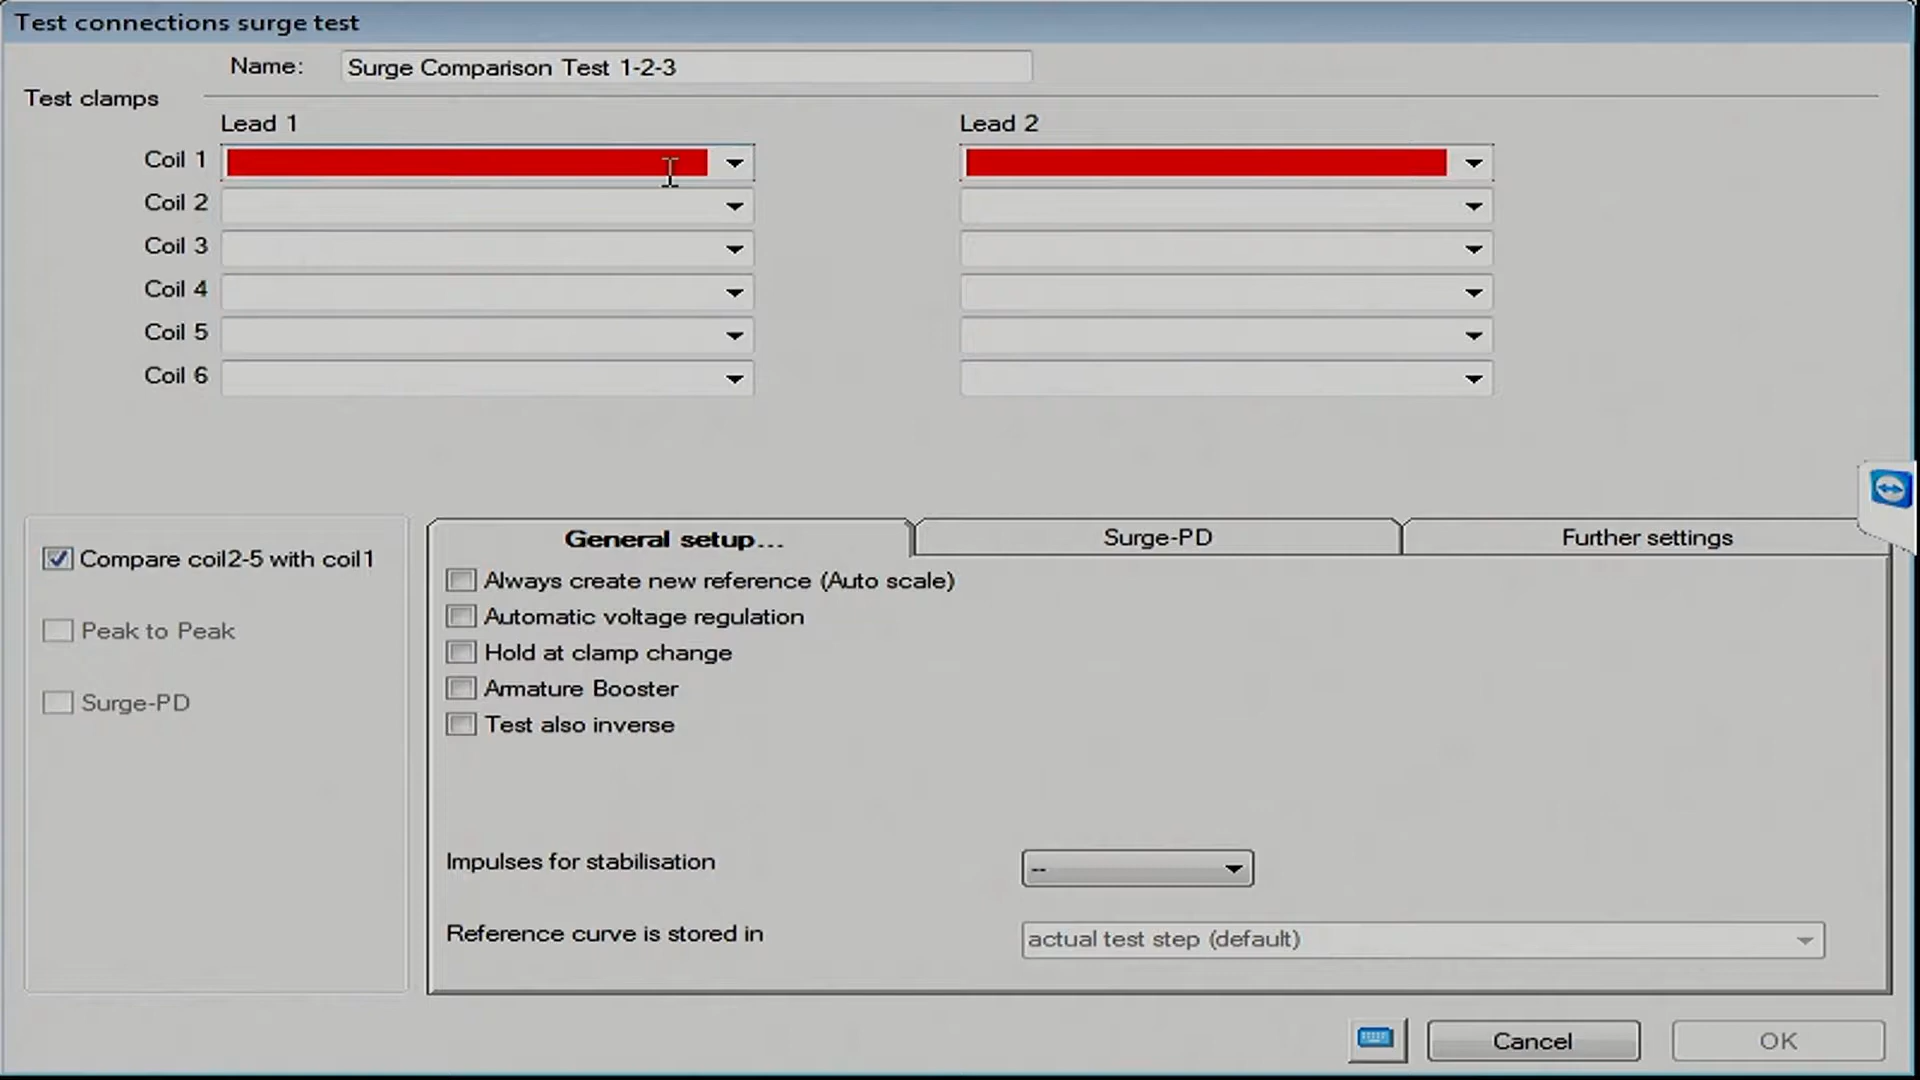 Test connections surge test
Name: Surge Comparison Test 1-2-3
Test clamps
Lead 1 Lead 2
Coil 1
Coil 2
Coil 3
Coil 4
Coil 5
Coil 6
General setup... Surge-PD Further settings
Compare coil2-5 with coil1
Peak to Peak
Surge-PD
Always create new reference (Auto scale)
Automatic voltage regulation
Hold at clamp change
Armature Booster
Test also inverse
Impulses for stabilisation --
Reference curve is stored in actual test step (default)
Cancel OK